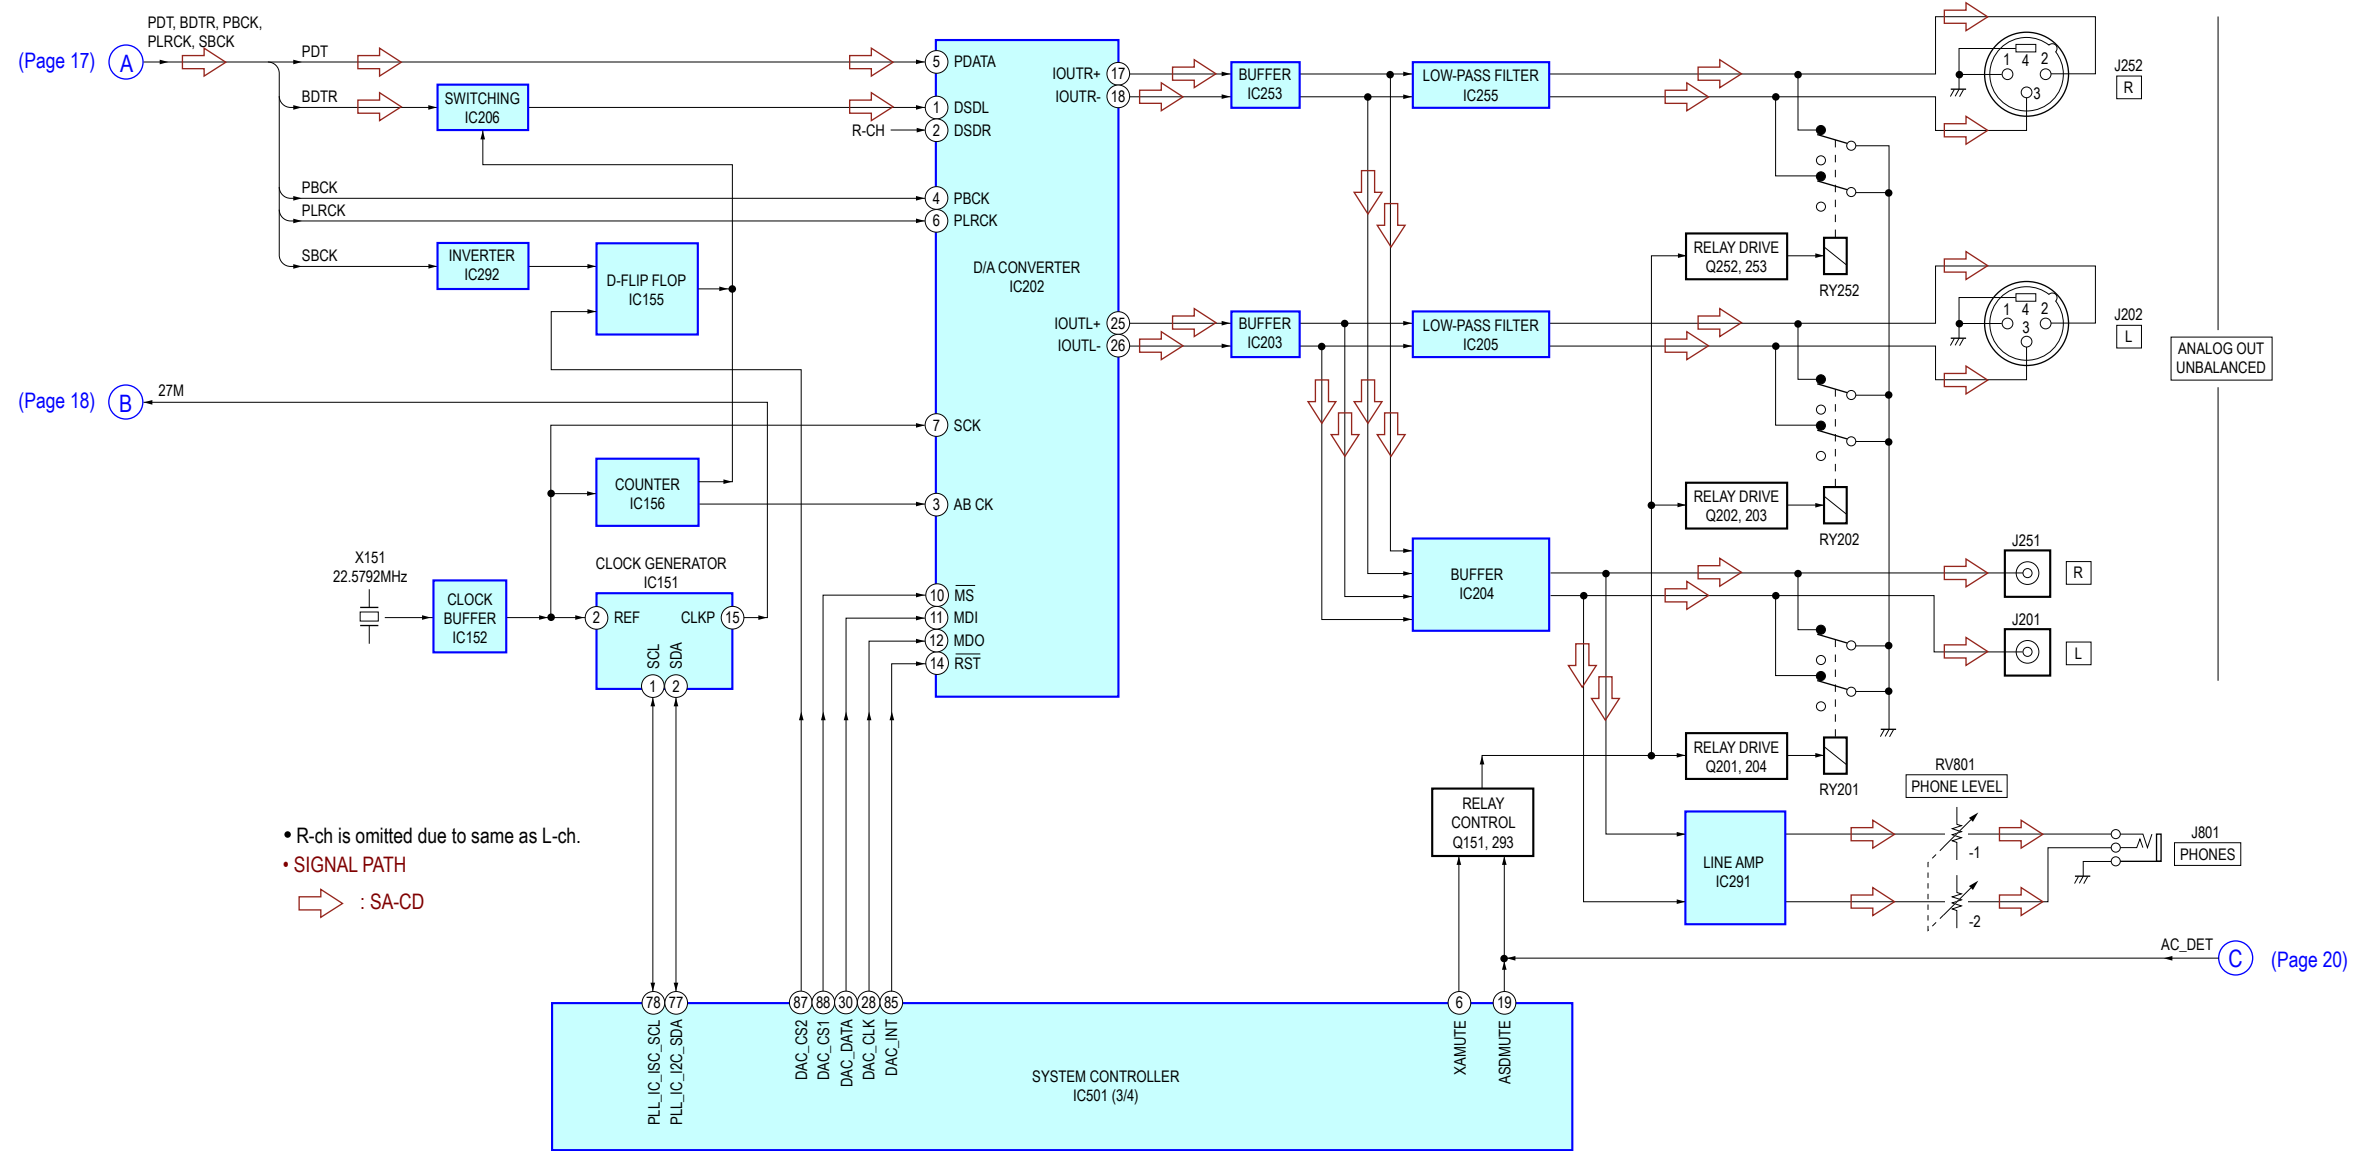 PDT, BDTR, PBCK,
PLRCK, SBCK
(Page 17)
A
PDT
BDTR
SWITCHING
IC206
R-CH
PBCK
PLRCK
SBCK
INVERTER
IC292
D-FLIP FLOP
IC155
(Page 18)
B
27M
COUNTER
IC156
X151
22.5792MHz
CLOCK
BUFFER
IC152
CLOCK GENERATOR
IC151
2
REF
CLKP
15
SCL
SDA
1
2
5
PDATA
1
DSDL
2
DSDR
4
PBCK
6
PLRCK
7
SCK
3
AB CK
10
MS
11
MDI
12
MDO
14
RST
D/A CONVERTER
IC202
IOUTR+
17
IOUTR-
18
IOUTL+
25
IOUTL-
26
BUFFER
IC253
LOW-PASS FILTER
IC255
BUFFER
IC203
LOW-PASS FILTER
IC205
BUFFER
IC204
RELAY DRIVE
Q252, 253
RY252
RELAY DRIVE
Q202, 203
RY202
RELAY DRIVE
Q201, 204
RY201
1
4
2
3
J252
R
1
4
2
3
J202
L
ANALOG OUT
UNBALANCED
J251
R
J201
L
RELAY
CONTROL
Q151, 293
LINE AMP
IC291
RV801
PHONE LEVEL
-1
-2
J801
PHONES
AC_DET
C
(Page 20)
• R-ch is omitted due to same as L-ch.
• SIGNAL PATH
: SA-CD
78
77
87
88
30
28
85
6
19
PLL_IC_ISC_SCL
PLL_IC_I2C_SDA
DAC_CS2
DAC_CS1
DAC_DATA
DAC_CLK
DAC_INT
XAMUTE
ASDMUTE
SYSTEM CONTROLLER
IC501 (3/4)